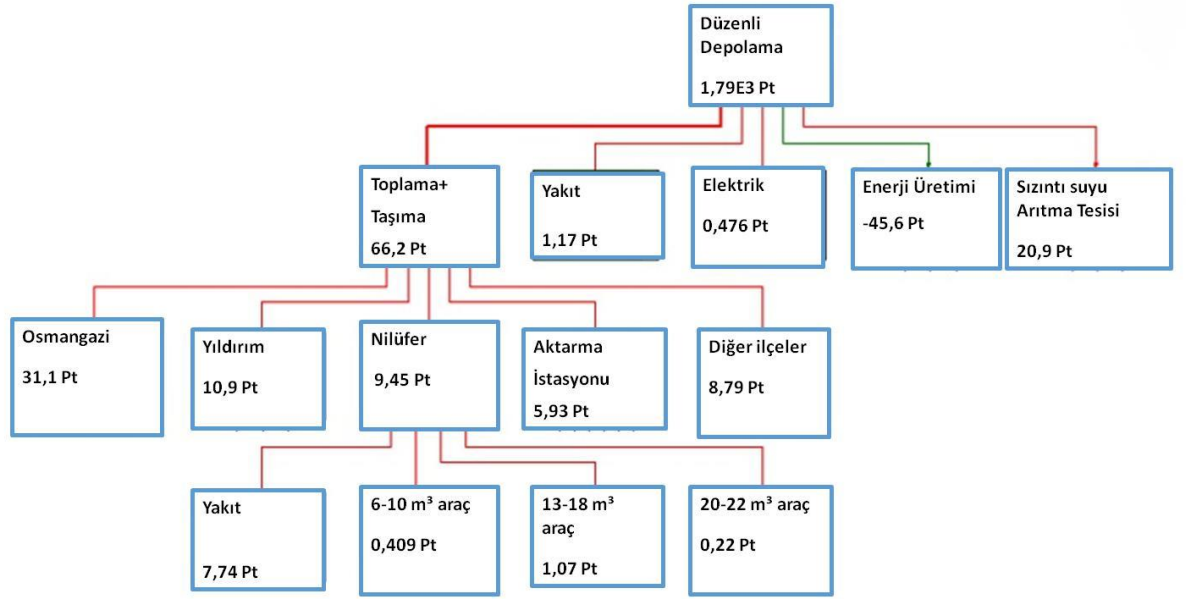 Düzenli
Depolama
1,79E3 Pt
Toplama+
Taşıma
66,2 Pt
Yakıt
1,17 Pt
Elektrik
0,476 Pt
Enerji Üretimi
-45,6 Pt
Sızıntı suyu
Arıtma Tesisi
20,9 Pt
Osmangazi
31,1 Pt
Yıldırım
10,9 Pt
Nilüfer
9,45 Pt
Aktarma
İstasyonu
5,93 Pt
Diğer ilçeler
8,79 Pt
Yakıt
7,74 Pt
6-10 m³ araç
0,409 Pt
13-18 m³
araç
1,07 Pt
20-22 m³ araç
0,22 Pt